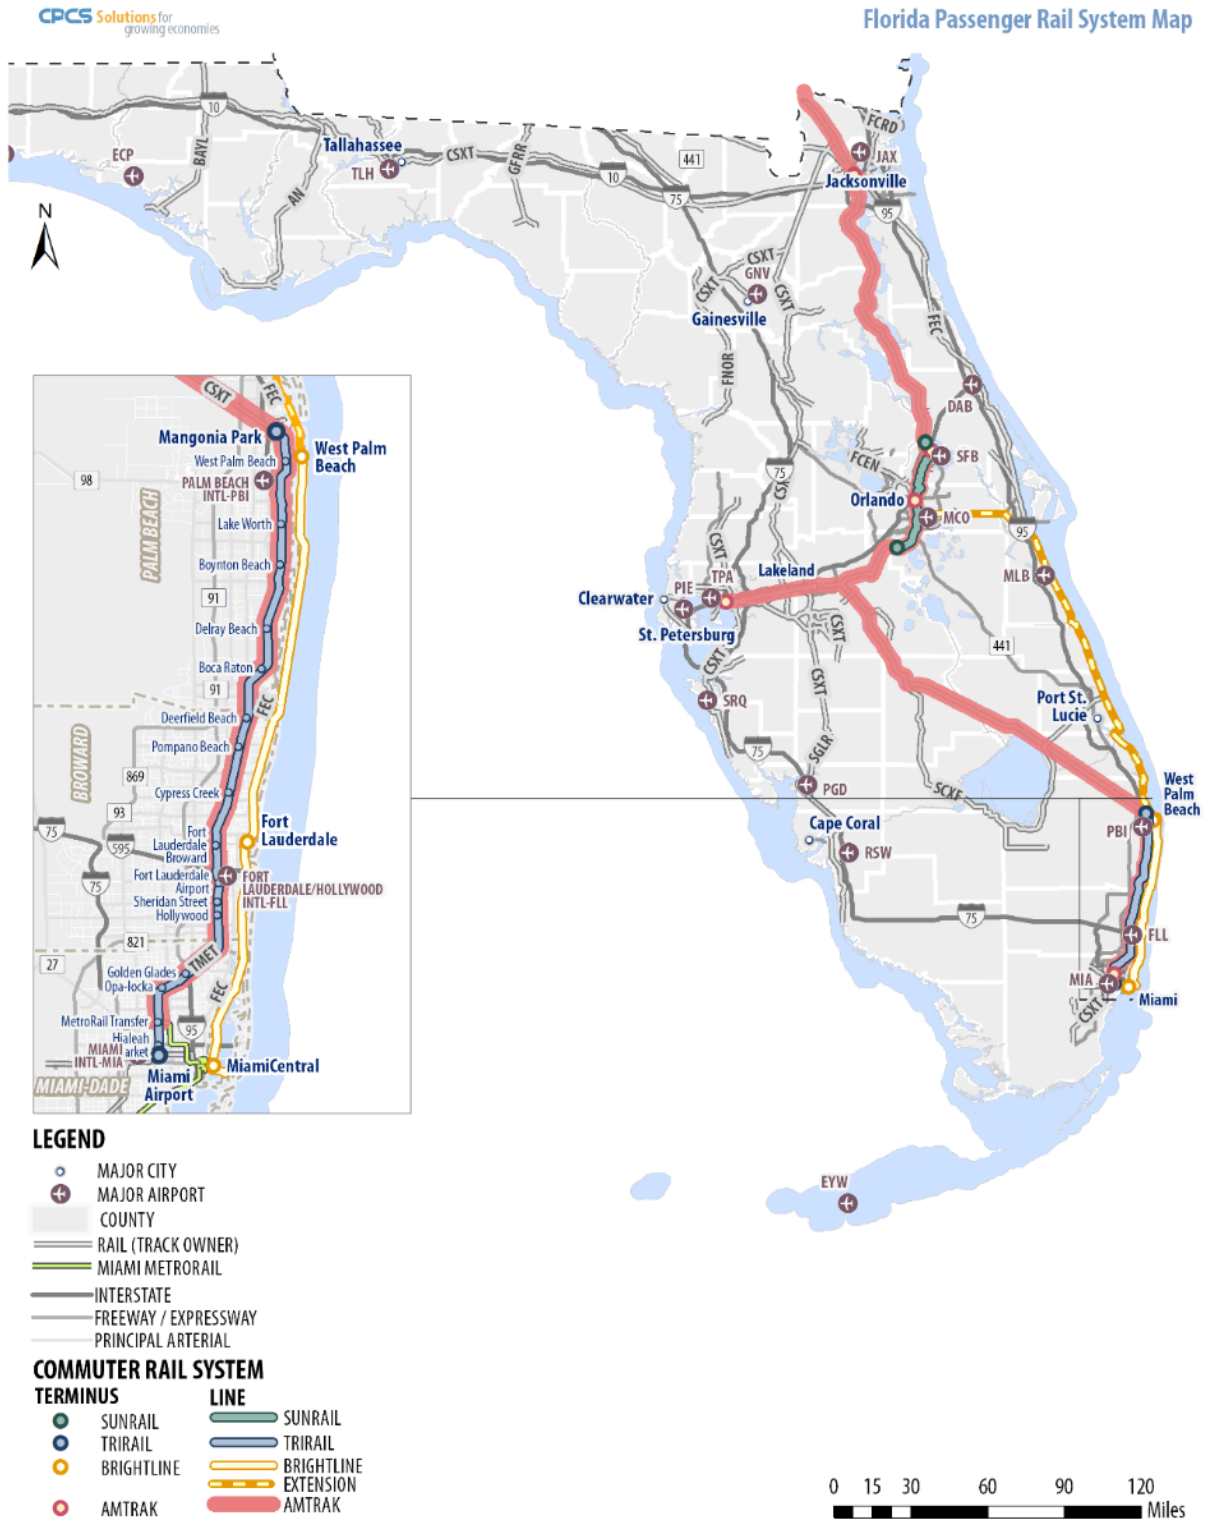 CPCS Solutions for
growing economies
Florida Passenger Rail System Map
10
FCRD
ECP
BAYL
Tallahassee
TLH
CSXT
GFRR
10
441
JAX
Jacksonville
AN
75
95
N
CSXT
GNV
CSXT
CSXT
Gainesville
FEC
FNOR
DAB
CSXT
FEC
Mangonia Park
West Palm
Beach
West Palm Beach
98
PALM BEACH
INTL-PBI
PALM BEACH
Lake Worth
Boynton Beach
91
Delray Beach
Boca Raton
91
FEC
Deerfield Beach
Pompano Beach
BROWARD
869
Cypress Creek
93
75
595
Fort
Lauderdale
Broward
Fort
Lauderdale
75
Fort Lauderdale
Airport
FORT
LAUDERDALE/HOLLYWOOD
INTL-FLL
Sheridan Street
Hollywood
821
27
TMET
Golden Glades
Opa-locka
FEC
MetroRail Transfer
95
Hialeah
arket
MIAMI
INTL-MIA
MiamiCentral
MIAMI-DADE
Miami
Airport
FCEN
SFB
75
Orlando
MCO
95
CSXT
Lakeland
MLB
TPA
PIE
Clearwater
St. Petersburg
CSXT
441
CSXT
CSXT
SRQ
Port St.
Lucie
75
SGLR
PGD
SCXF
West
Palm
Beach
PBI
Cape Coral
RSW
75
FLL
MIA
Miami
CSXT
EYW
LEGEND
MAJOR CITY
MAJOR AIRPORT
COUNTY
RAIL (TRACK OWNER)
MIAMI METRORAIL
INTERSTATE
FREEWAY / EXPRESSWAY
PRINCIPAL ARTERIAL
COMMUTER RAIL SYSTEM
TERMINUS
LINE
SUNRAIL
SUNRAIL
TRIRAIL
TRIRAIL
BRIGHTLINE
BRIGHTLINE
EXTENSION
AMTRAK
AMTRAK
0 15 30 60 90 120
Miles